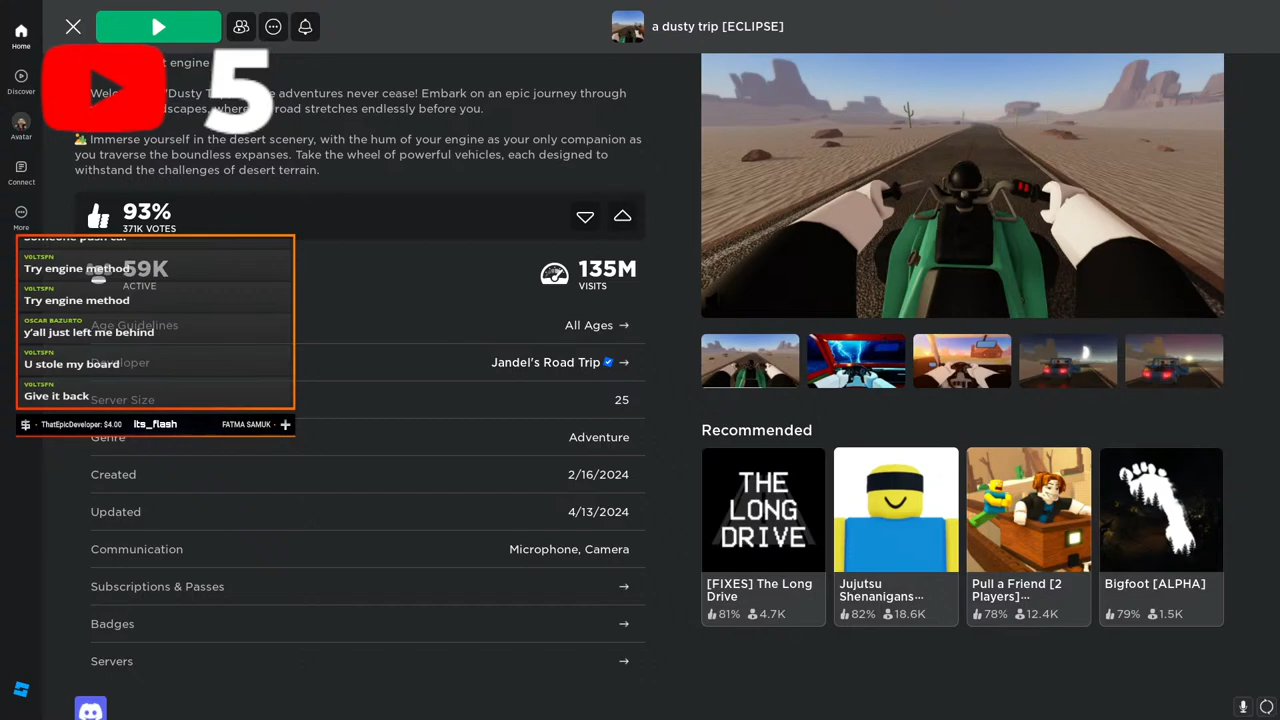 a dusty trip [ECLIPSE]
Home
Discover
Avatar
Connect
More
5
t engine
Welc
Dusty T
e adventures never cease! Embark on an epic journey through
dscapes, whe
road stretches endlessly before you.
Immerse yourself in the desert scenery, with the hum of your engine as your only companion as
you traverse the boundless expanses. Take the wheel of powerful vehicles, each designed to
withstand the challenges of desert terrain.
93%
371K VOTES
59K
ACTIVE
135M
VISITS
Someone push car
V0LTSFN
Try engine method
V0LTSFN
Try engine method
OSCAR BAZURTO
y'all just left me behind
V0LTSFN
U stole my board
V0LTSFN
Give it back
ThatEpicDeveloper: $4.00
its_flash
FATMA SAMUK
Age Guidelines
All Ages →
Jandel's Road Trip →
Server Size
25
Genre
Adventure
Created
2/16/2024
Updated
4/13/2024
Communication
Microphone, Camera
Subscriptions & Passes →
Badges →
Servers →
Recommended
THE
LONG
DRIVE
[FIXES] The Long
Drive
81% 4.7K
Jujutsu
Shenanigans...
82% 18.6K
Pull a Friend [2
Players]...
78% 12.4K
Bigfoot [ALPHA]
79% 1.5K